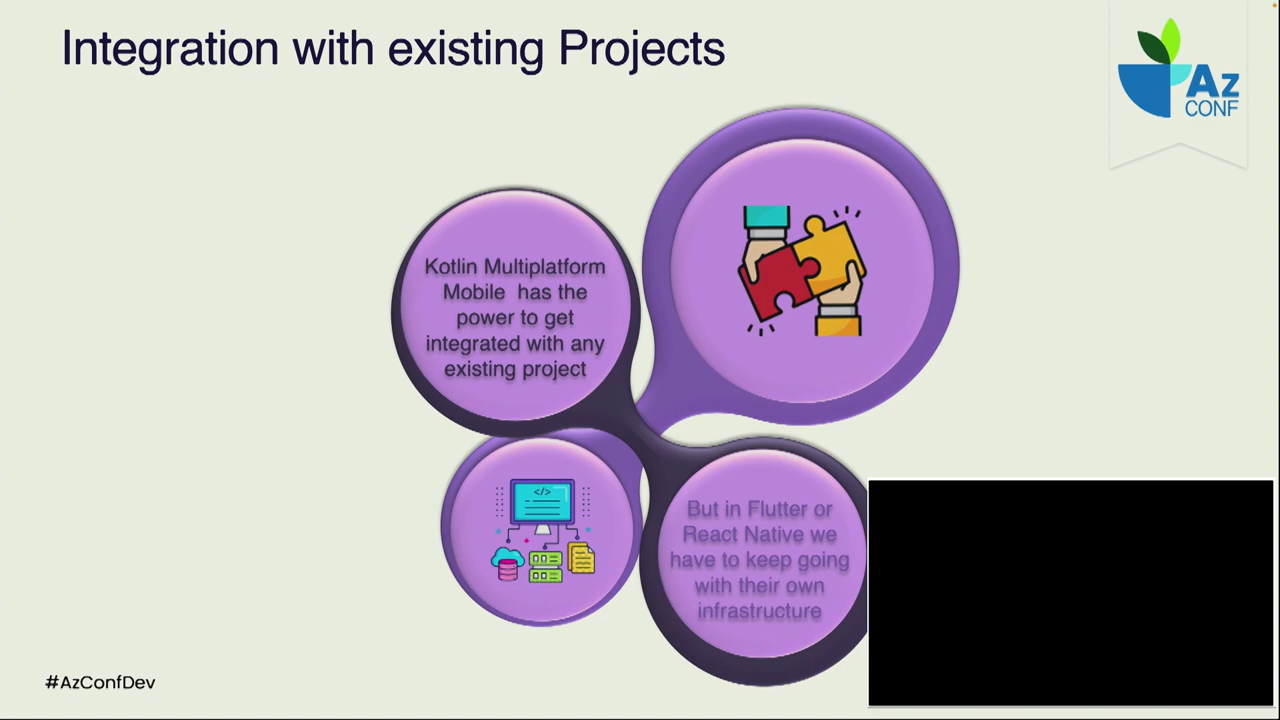 Integration with existing Projects
Az
CONF
Kotlin Multiplatform
Mobile  has the
power to get
integrated with any
existing project
</>
But in Flutter or
React Native we
have to keep going
with their own
infrastructure
#AzConfDev